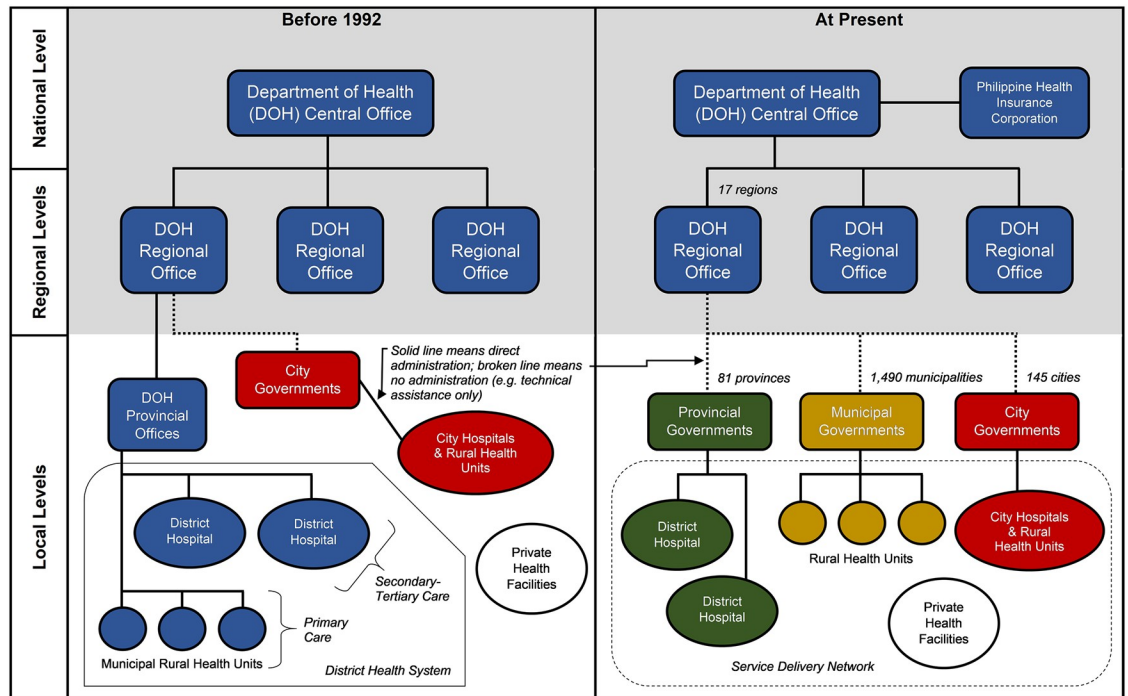 Before 1992
At Present
National Level
Department of Health
(DOH) Central Office
Department of Health
(DOH) Central Office
Philippine Health
Insurance
Corporation
Regional Levels
17 regions
DOH
Regional
Office
DOH
Regional
Office
DOH
Regional
Office
DOH
Regional
Office
DOH
Regional
Office
DOH
Regional
Office
Local Levels
City
Governments
Solid line means direct
administration; broken line means
no administration (e.g. technical
assistance only)
DOH
Provincial
Offices
City Hospitals
& Rural Health
Units
District
Hospital
District
Hospital
Secondary-
Tertiary Care
Private
Health
Facilities
Primary
Care
Municipal Rural Health Units
District Health System
81 provinces
1,490 municipalities
145 cities
Provincial
Governments
Municipal
Governments
City
Governments
District
Hospital
District
Hospital
Rural Health Units
City Hospitals
& Rural
Health Units
Private
Health
Facilities
Service Delivery Network